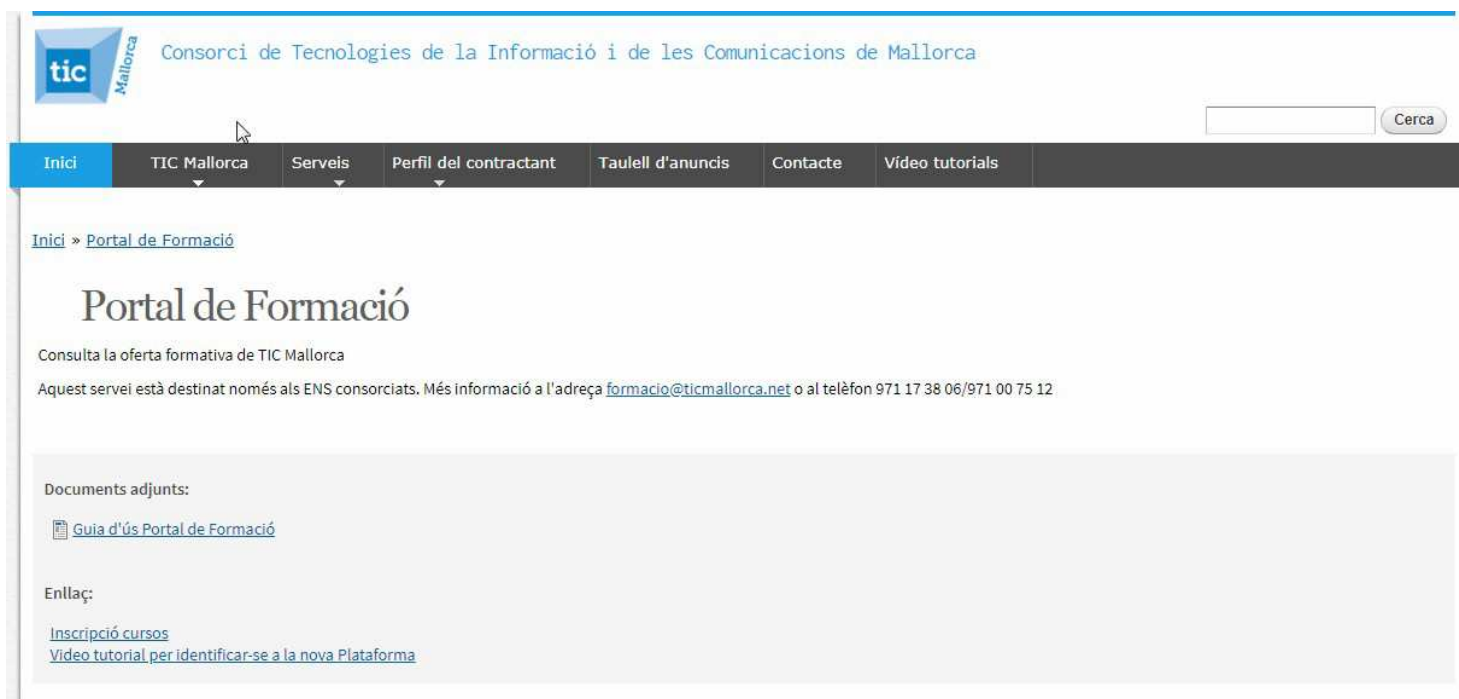 tic
Mallorca
Consorci de Tecnologies de la Informació i de les Comunicacions de Mallorca
Cerca
Inici TIC Mallorca Serveis Perfil del contractant Taulell d'anuncis Contacte Vídeo tutorials
Inici » Portal de Formació
Portal de Formació
Consulta la oferta formativa de TIC Mallorca
Aquest servei està destinat només als ENS consorciats. Més informació a l'adreça formacio@ticmallorca.net o al telèfon 971 17 38 06/971 00 75 12
Documents adjunts:
Guia d'ús Portal de Formació
Enllaç:
Inscripció cursos
Video tutorial per identificar-se a la nova Plataforma